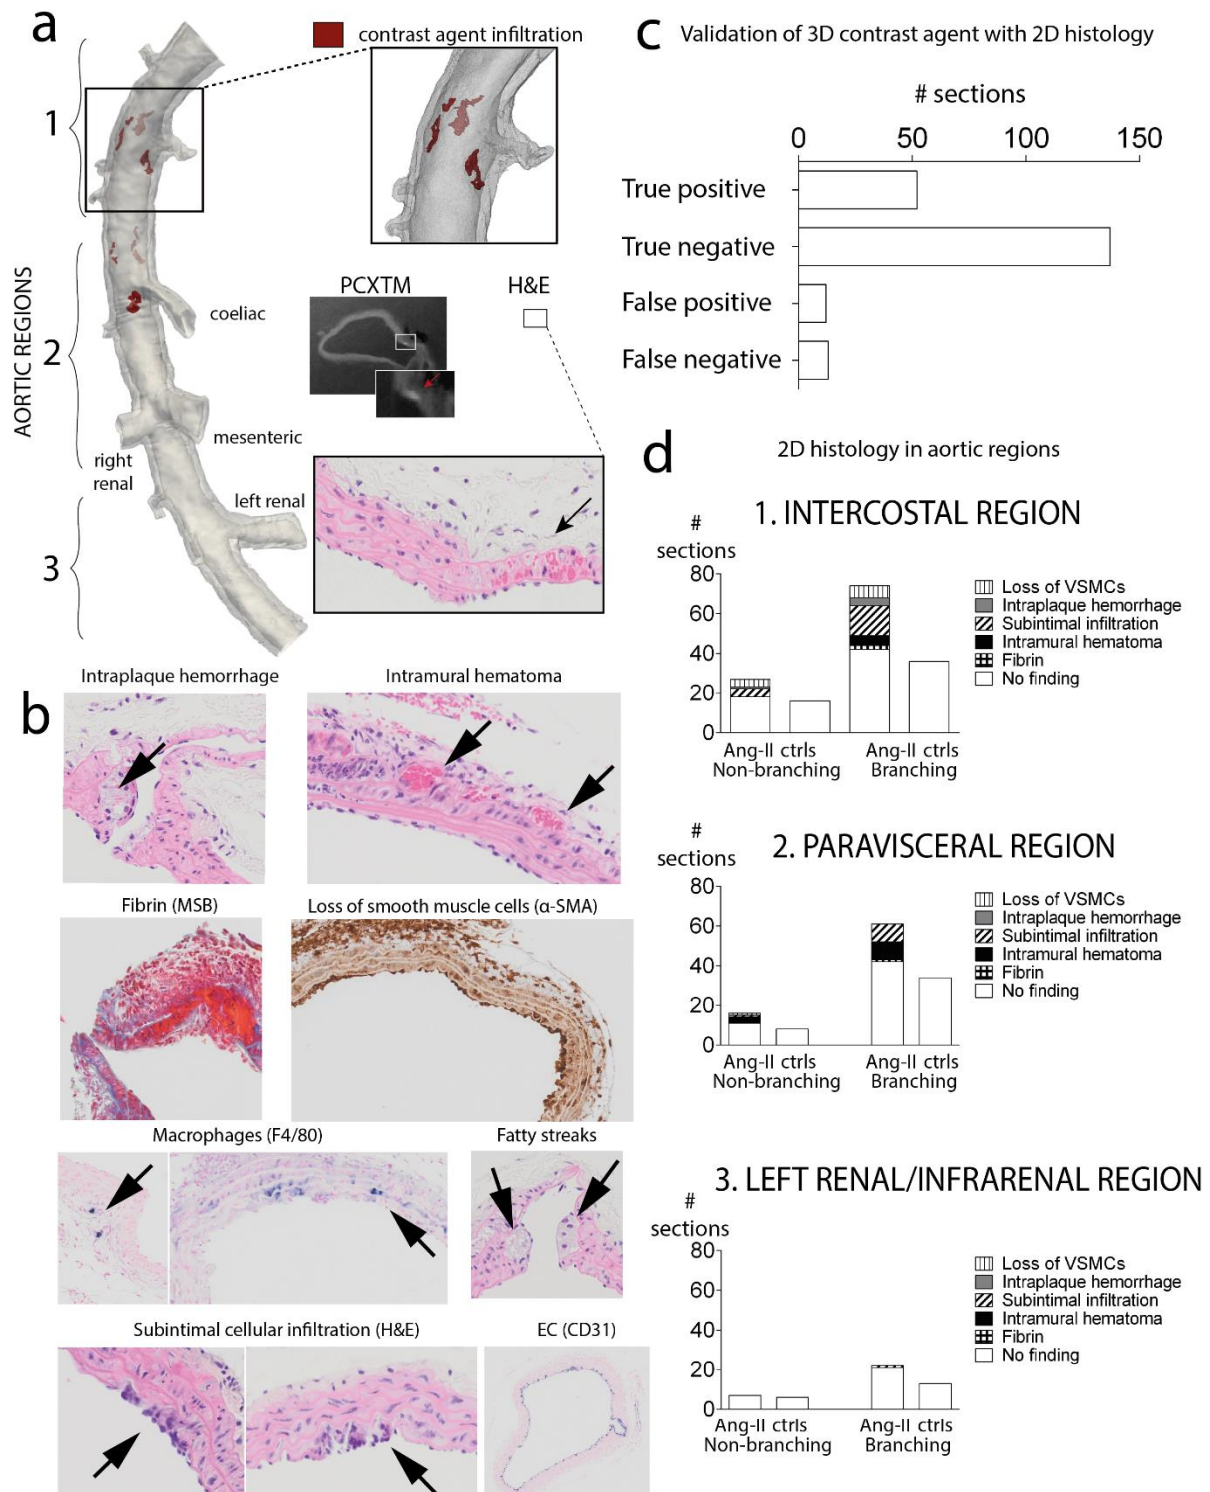 a
contrast agent infiltration
1
AORTIC REGIONS
2
3
coeliac
mesenteric
right
renal
left renal
PCXTM
H&E
b
Intraplaque hemorrhage
Intramural hematoma
Fibrin (MSB)
Loss of smooth muscle cells (α-SMA)
Macrophages (F4/80)
Fatty streaks
Subintimal cellular infiltration (H&E)
EC (CD31)
c
Validation of 3D contrast agent with 2D histology
# sections
0 50 100 150
True positive
True negative
False positive
False negative
d
2D histology in aortic regions
1. INTERCOSTAL REGION
#
sections
80
60
40
20
0
Ang-II ctrls Ang-II ctrls
Non-branching Branching
Loss of VSMCs
Intraplaque hemorrhage
Subintimal infiltration
Intramural hematoma
Fibrin
No finding
2. PARAVISCERAL REGION
#
sections
80
60
40
20
0
Ang-II ctrls Ang-II ctrls
Non-branching Branching
Loss of VSMCs
Intraplaque hemorrhage
Subintimal infiltration
Intramural hematoma
Fibrin
No finding
3. LEFT RENAL/INFRARENAL REGION
#
sections
80
60
40
20
0
Ang-II ctrls Ang-II ctrls
Non-branching Branching
Loss of VSMCs
Intraplaque hemorrhage
Subintimal infiltration
Intramural hematoma
Fibrin
No finding